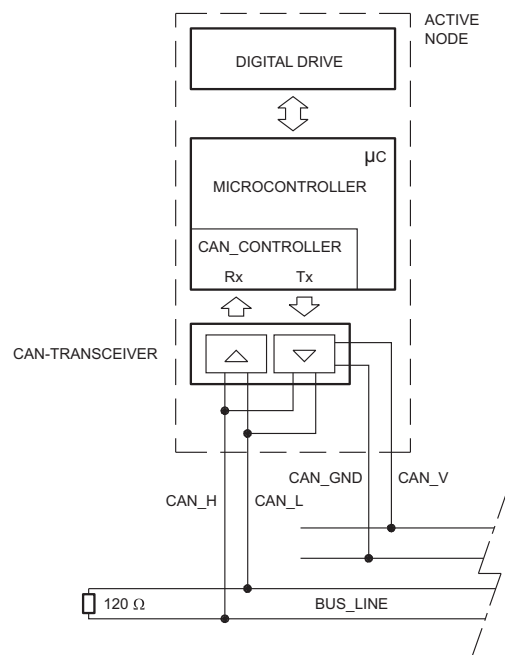 ACTIVE
NODE
DIGITAL DRIVE
µC
MICROCONTROLLER
CAN_CONTROLLER
Rx Tx
CAN-TRANSCEIVER
CAN_GND CAN_V
CAN_H CAN_L
120 Ω BUS_LINE